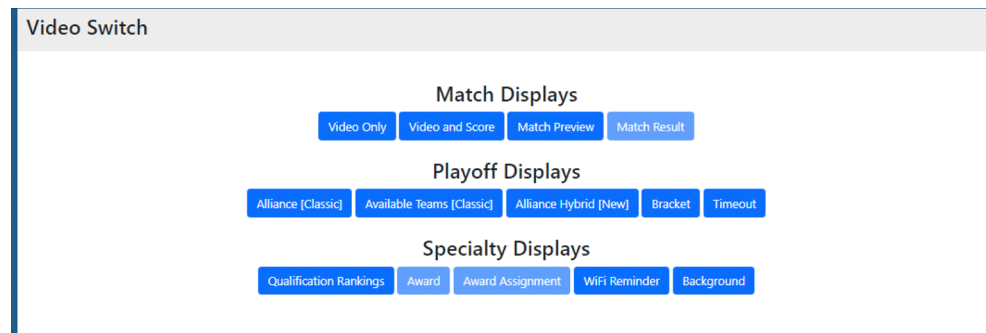 Video Switch
Match Displays
Video Only Video and Score Match Preview Match Result
Playoff Displays
Alliance [Classic] Available Teams [Classic] Alliance Hybrid [New] Bracket Timeout
Specialty Displays
Qualification Rankings Award Award Assignment WiFi Reminder Background